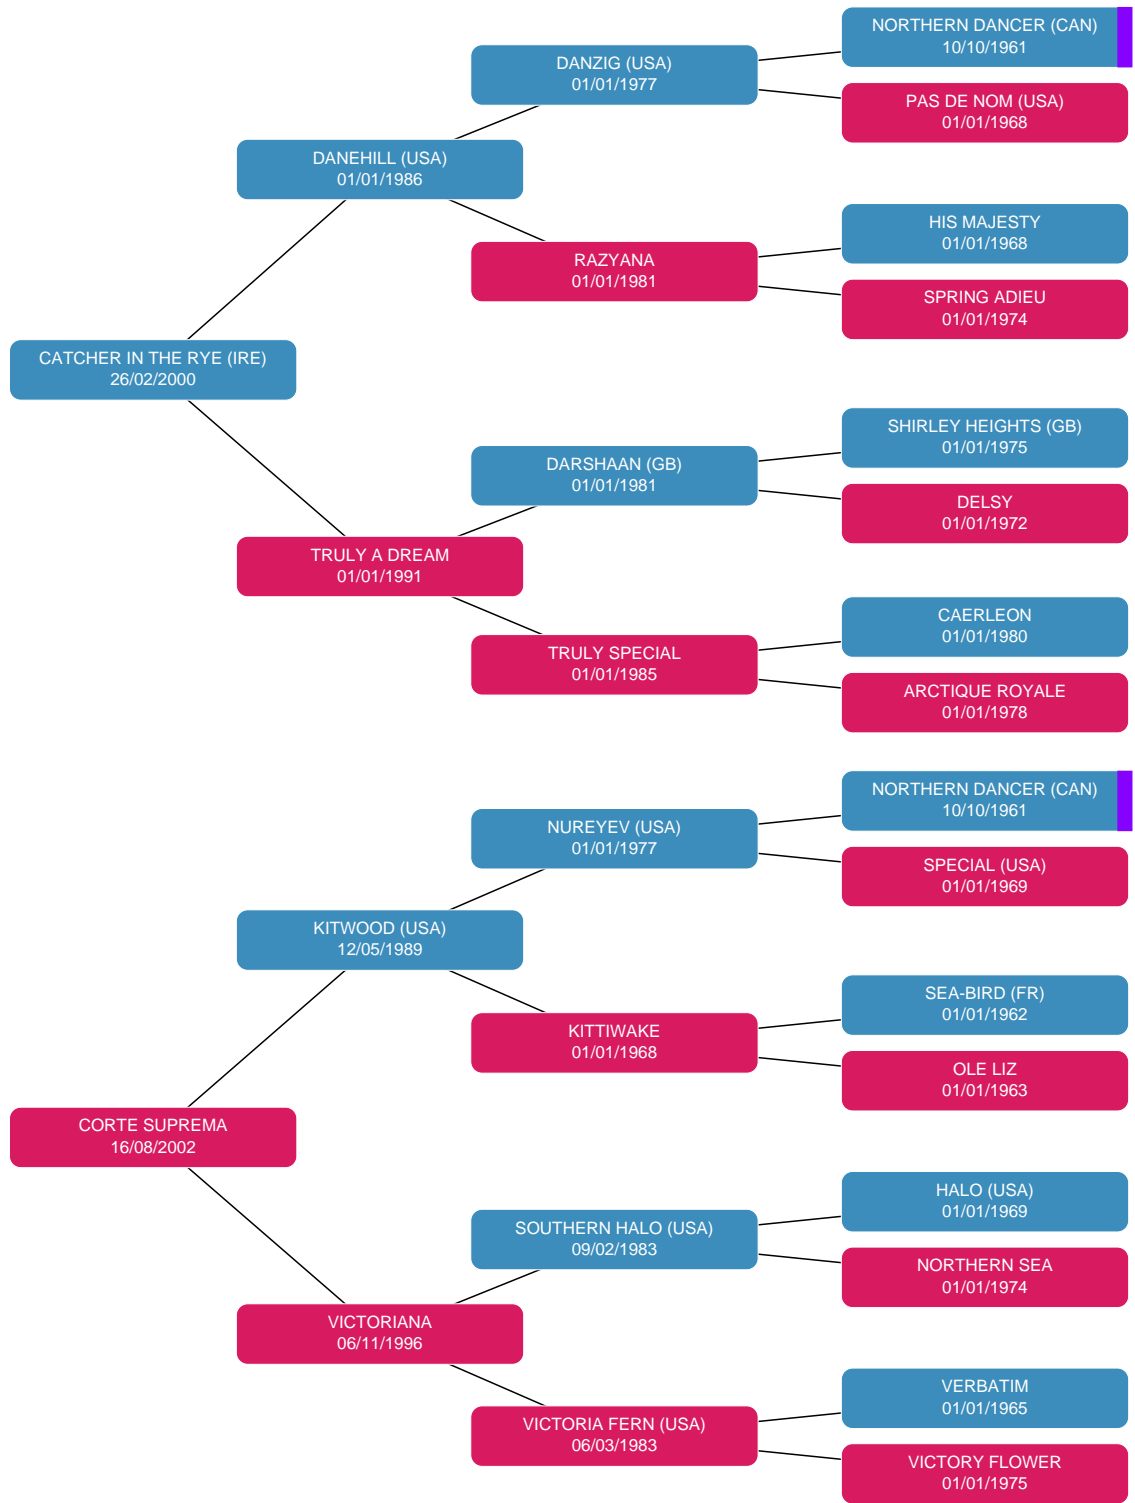 NORTHERN DANCER (CAN)
10/10/1961
DANZIG (USA)
01/01/1977
PAS DE NOM (USA)
01/01/1968
DANEHILL (USA)
01/01/1986
HIS MAJESTY
01/01/1968
RAZYANA
01/01/1981
SPRING ADIEU
01/01/1974
CATCHER IN THE RYE (IRE)
26/02/2000
SHIRLEY HEIGHTS (GB)
01/01/1975
DARSHAAN (GB)
01/01/1981
DELSY
01/01/1972
TRULY A DREAM
01/01/1991
CAERLEON
01/01/1980
TRULY SPECIAL
01/01/1985
ARCTIQUE ROYALE
01/01/1978
NORTHERN DANCER (CAN)
10/10/1961
NUREYEV (USA)
01/01/1977
SPECIAL (USA)
01/01/1969
KITWOOD (USA)
12/05/1989
SEA-BIRD (FR)
01/01/1962
KITTIWAKE
01/01/1968
OLE LIZ
01/01/1963
CORTE SUPREMA
16/08/2002
HALO (USA)
01/01/1969
SOUTHERN HALO (USA)
09/02/1983
NORTHERN SEA
01/01/1974
VICTORIANA
06/11/1996
VERBATIM
01/01/1965
VICTORIA FERN (USA)
06/03/1983
VICTORY FLOWER
01/01/1975